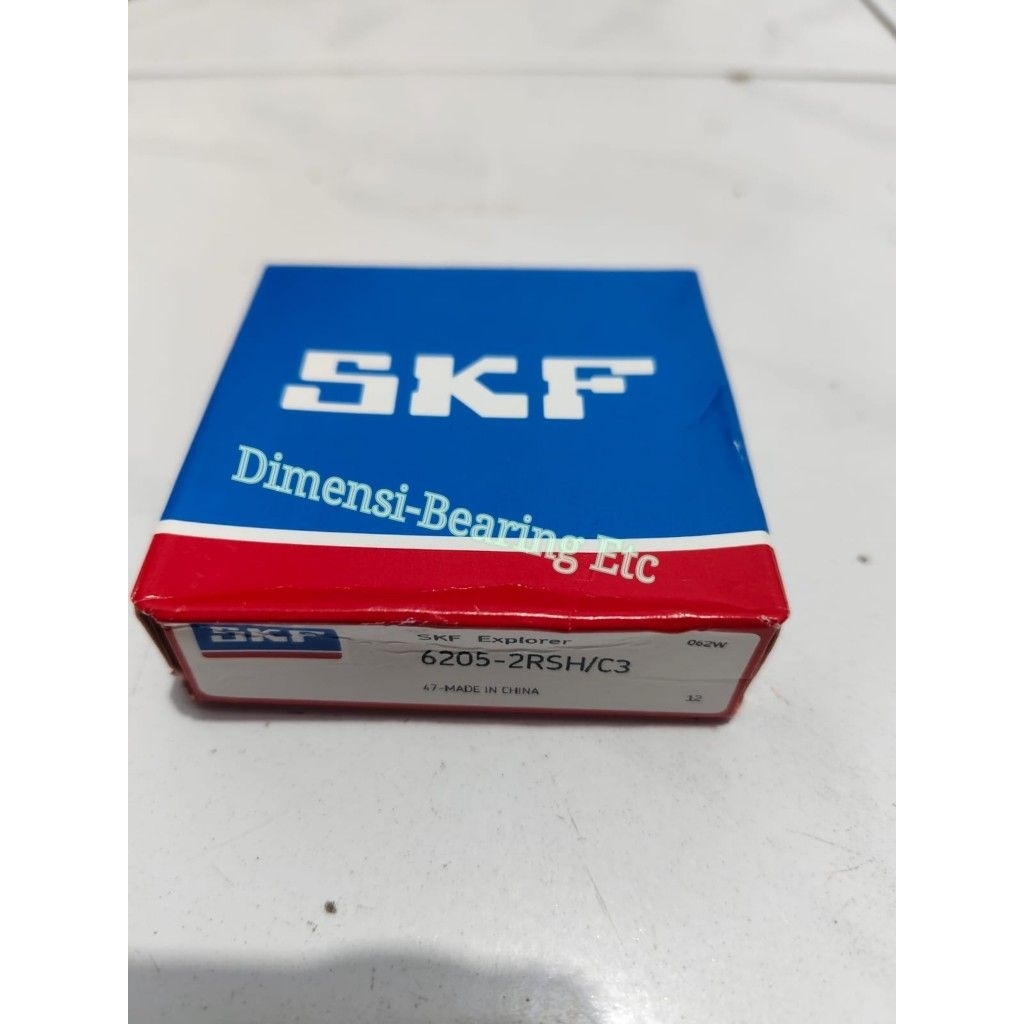 SKF
Dimensi-Bearing Etc
SKF
SKF Explorer
062W
6205-2RSH/C3
47-MADE IN CHINA
12